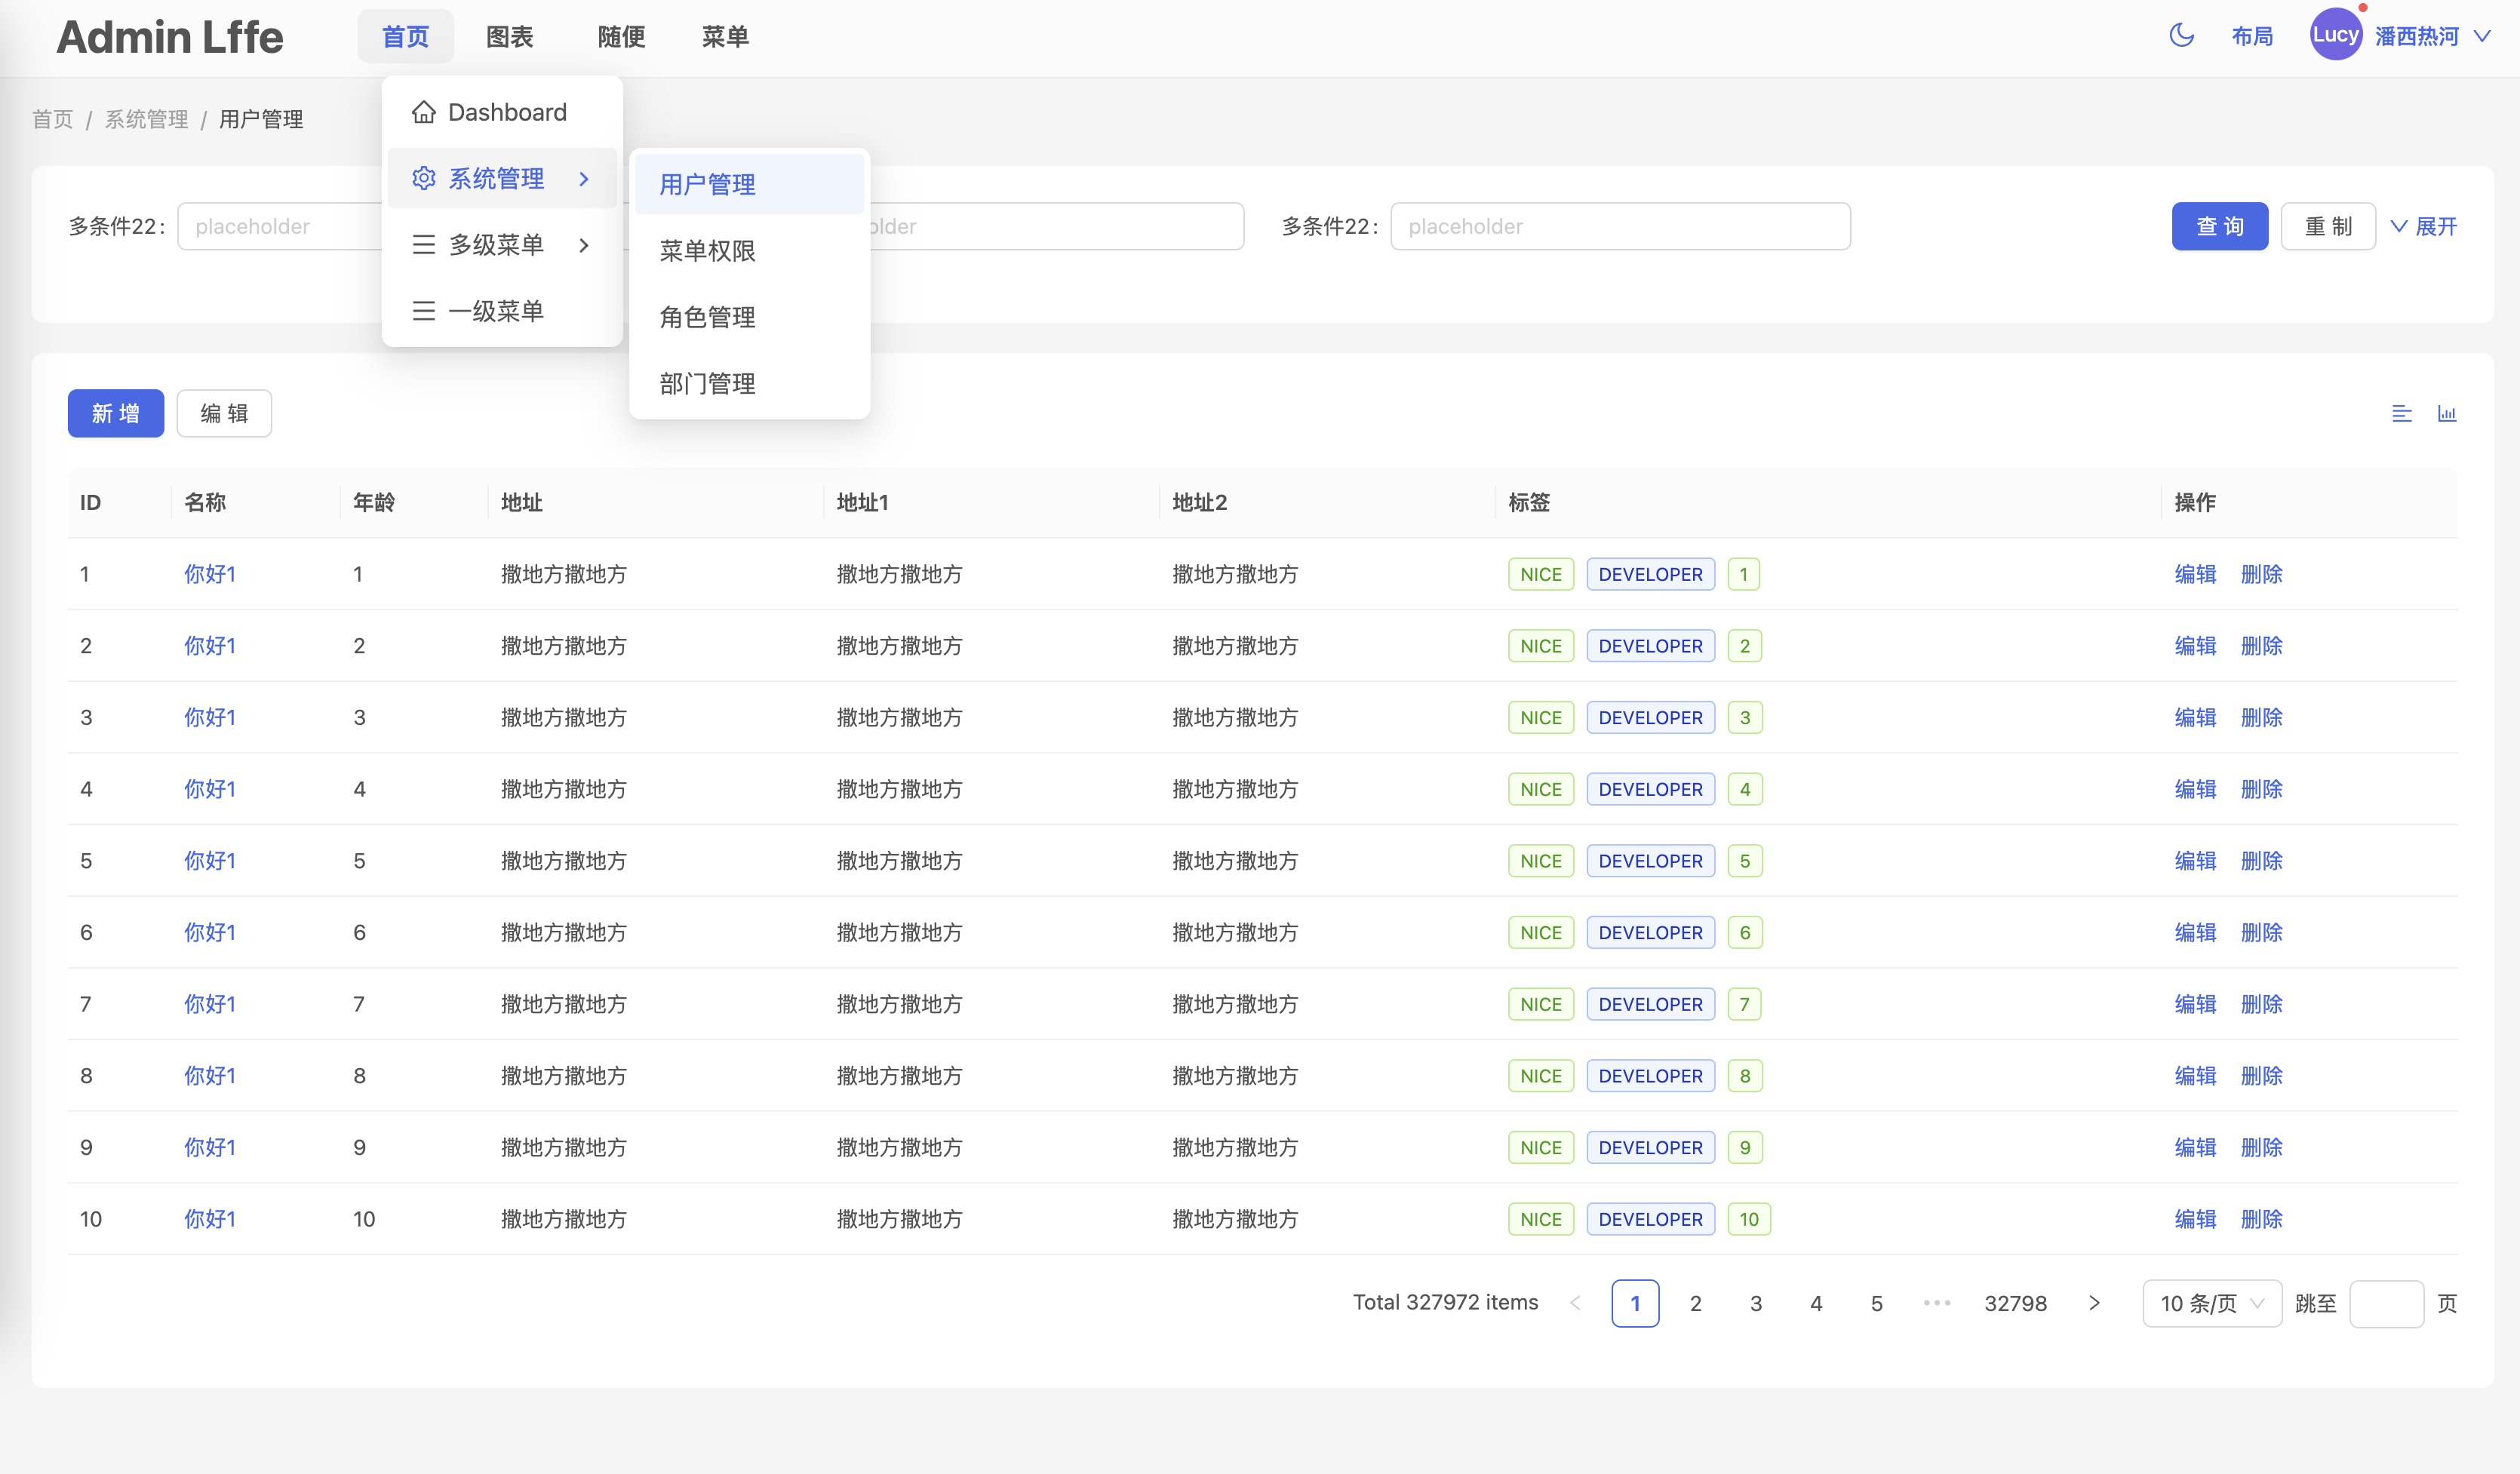 Admin Lffe 首页 图表 随便 菜单 布局 Lucy 潘西热河
首页 / 系统管理 / 用户管理
Dashboard
系统管理
多级菜单
一级菜单
用户管理
菜单权限
角色管理
部门管理
多条件22: placeholder older 多条件22: placeholder 查 询 重 制 展开
新 增 编 辑
ID 名称 年龄 地址 地址1 地址2 标签 操作
1 你好1 1 撒地方撒地方 撒地方撒地方 撒地方撒地方 NICE DEVELOPER 1 编辑 删除
2 你好1 2 撒地方撒地方 撒地方撒地方 撒地方撒地方 NICE DEVELOPER 2 编辑 删除
3 你好1 3 撒地方撒地方 撒地方撒地方 撒地方撒地方 NICE DEVELOPER 3 编辑 删除
4 你好1 4 撒地方撒地方 撒地方撒地方 撒地方撒地方 NICE DEVELOPER 4 编辑 删除
5 你好1 5 撒地方撒地方 撒地方撒地方 撒地方撒地方 NICE DEVELOPER 5 编辑 删除
6 你好1 6 撒地方撒地方 撒地方撒地方 撒地方撒地方 NICE DEVELOPER 6 编辑 删除
7 你好1 7 撒地方撒地方 撒地方撒地方 撒地方撒地方 NICE DEVELOPER 7 编辑 删除
8 你好1 8 撒地方撒地方 撒地方撒地方 撒地方撒地方 NICE DEVELOPER 8 编辑 删除
9 你好1 9 撒地方撒地方 撒地方撒地方 撒地方撒地方 NICE DEVELOPER 9 编辑 删除
10 你好1 10 撒地方撒地方 撒地方撒地方 撒地方撒地方 NICE DEVELOPER 10 编辑 删除
Total 327972 items 1 2 3 4 5 ••• 32798 10 条/页 跳至 页